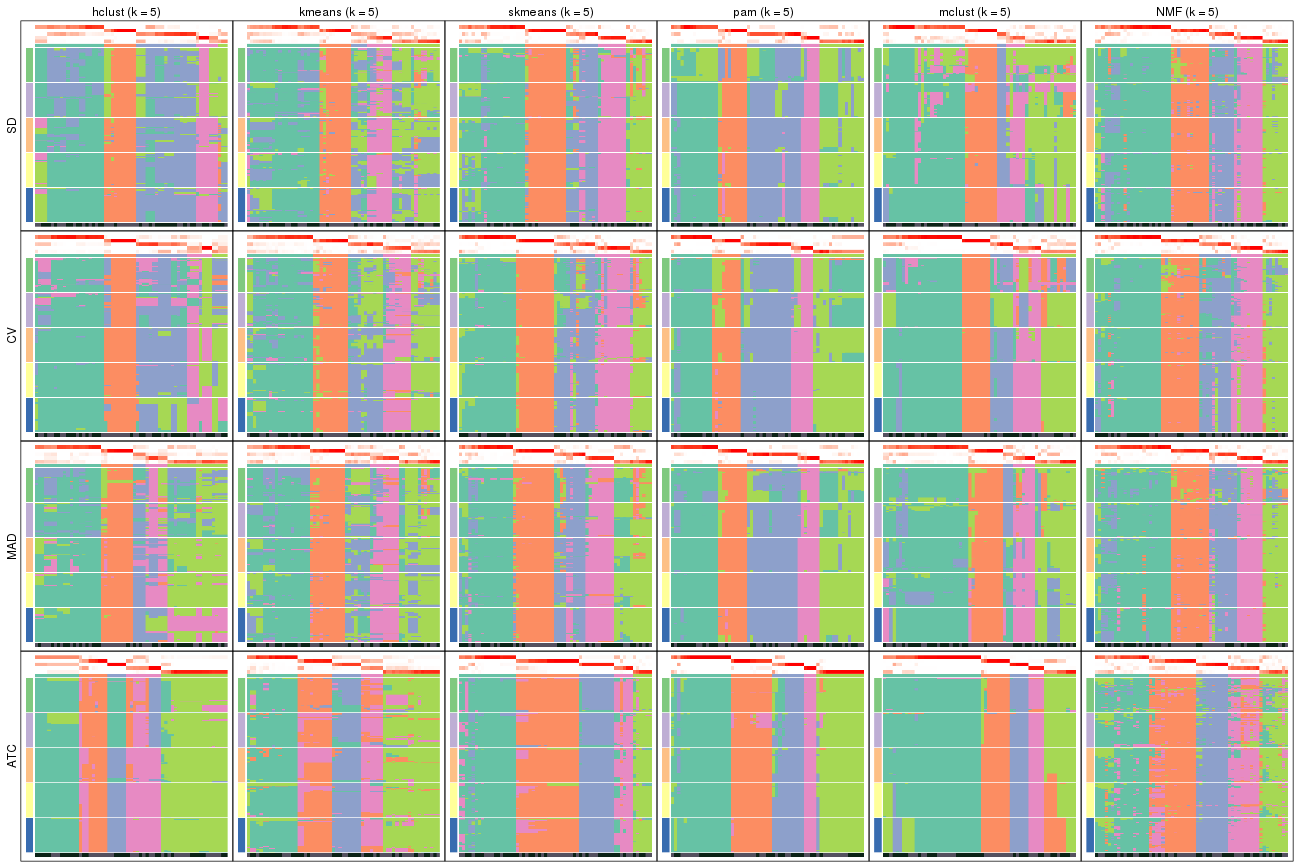 hclust (k = 5) kmeans (k = 5) skmeans (k = 5) pam (k = 5) mclust (k = 5) NMF (k = 5)
SD
CV
MAD
ATC